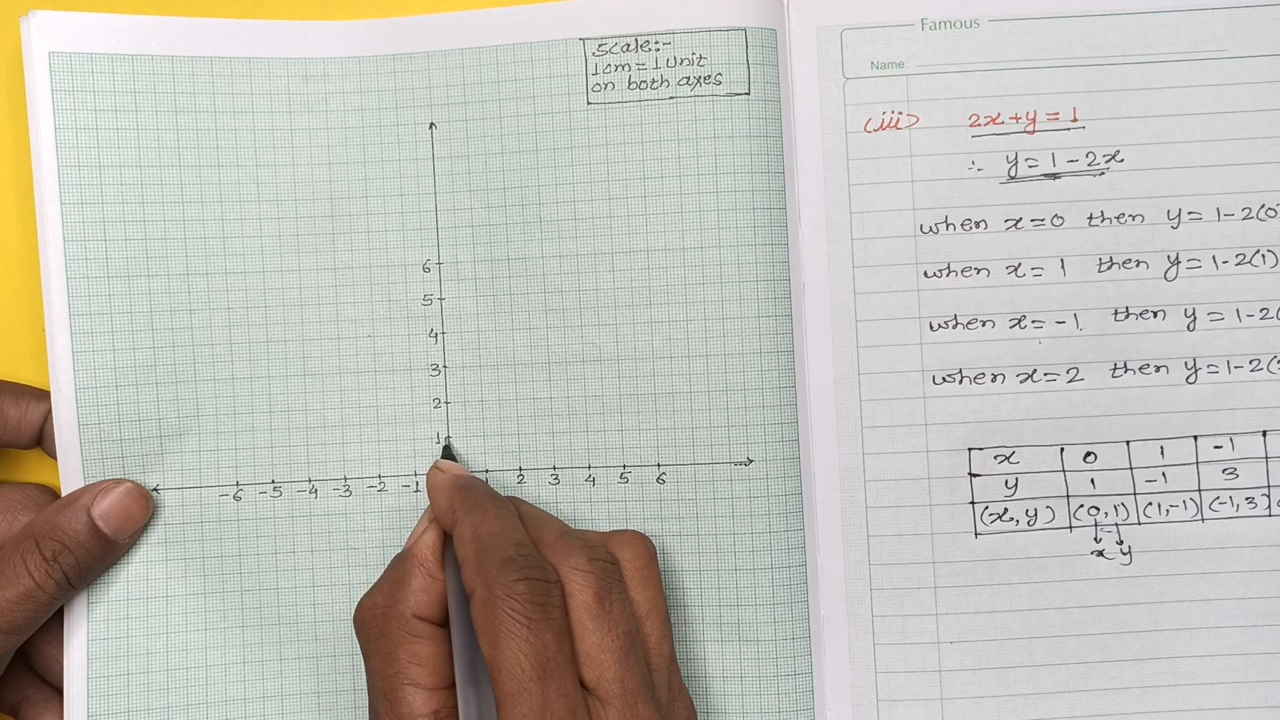 Scale:-
1cm = 1 Unit
on both axes
6
5
4
3
2
1
-6 -5 -4 -3 -2 -1 2 3 4 5 6
Famous
Name:
(iii) 2x+y = 1
∴ y = 1-2x
when x=0 then y = 1-2(0
when x= 1 then y = 1-2(1)
when x= -1. then y = 1-2(
when x=2 then y = 1-2(
x 0 1 -1
y 1 -1 3
(x,y) (0,1) (1,-1) (-1,3)
x y